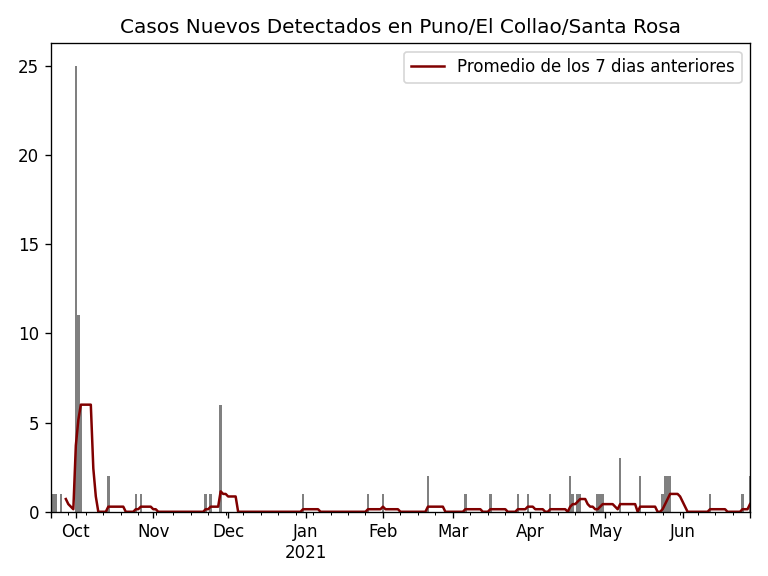 Casos Nuevos Detectados en Puno/El Collao/Santa Rosa
Promedio de los 7 dias anteriores
25
20
15
10
5
0
Oct Nov Dec Jan Feb Mar Apr May Jun
2021